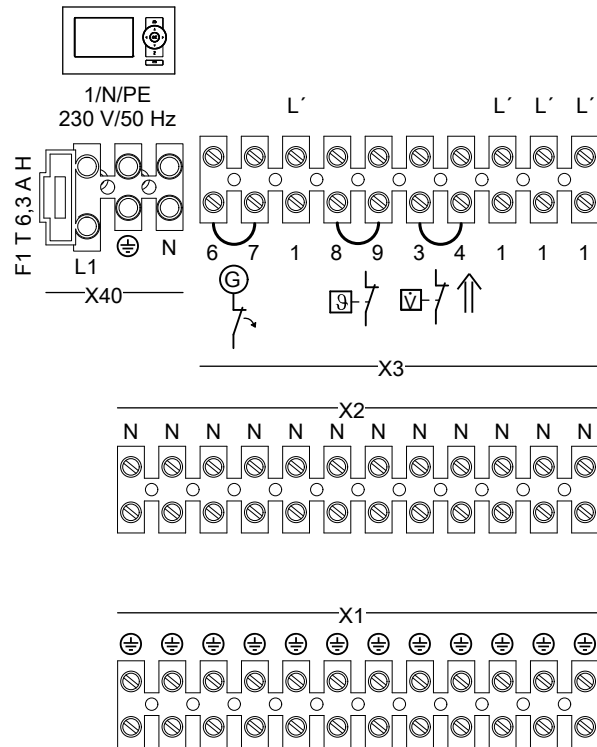 1/N/PE
230 V/50 Hz
L´ L´ L´ L´
F1 T 6,3 A H
L1 N
X40
6 7 1 8 9 3 4 1 1 1
G
ϑ V̇
X3
X2
N N N N N N N N N N N N
X1